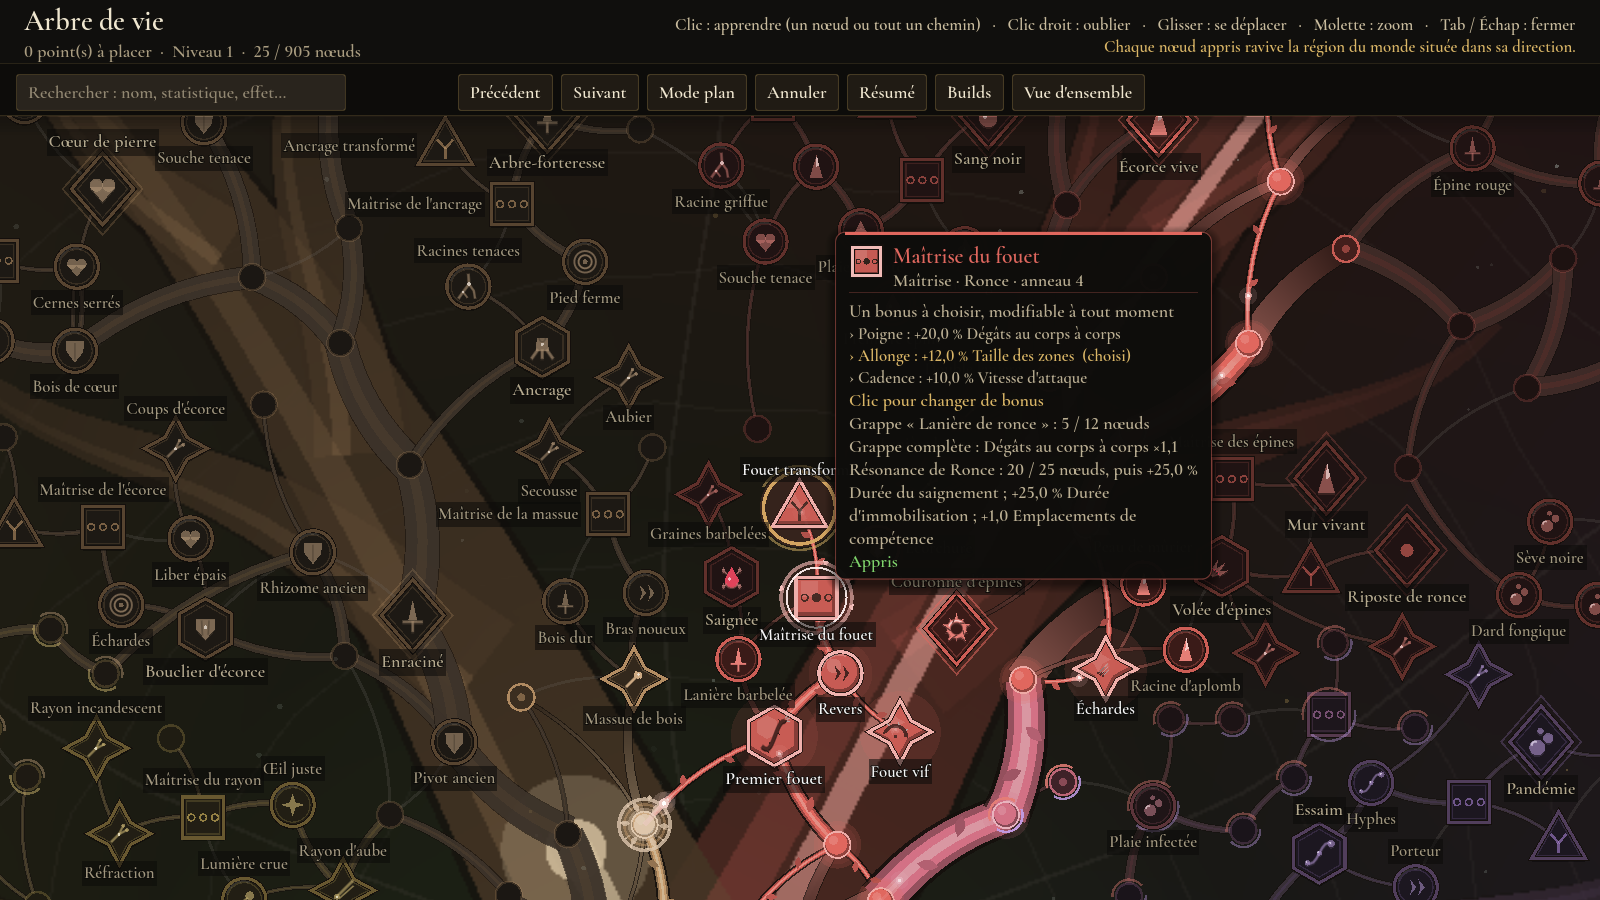 Arbre de vie
0 point(s) à placer · Niveau 1 · 25 / 905 nœuds
Clic : apprendre (un nœud ou tout un chemin) · Clic droit : oublier · Glisser : se déplacer · Molette : zoom · Tab / Échap : fermer
Chaque nœud appris ravive la région du monde située dans sa direction.
Rechercher : nom, statistique, effet...
Précédent
Suivant
Mode plan
Annuler
Résumé
Builds
Vue d'ensemble
Cœur de pierre
Souche tenace
Ancrage transformé
Arbre-forteresse
Sang noir
Écorce vive
Épine rouge
Maîtrise de l'ancrage
Racine griffue
Racines tenaces
Souche tenace
Cernes serrés
Pied ferme
Maîtrise du fouet
Maîtrise · Ronce · anneau 4
Un bonus à choisir, modifiable à tout moment
› Poigne : +20,0 % Dégâts au corps à corps
› Allonge : +12,0 % Taille des zones (choisi)
› Cadence : +10,0 % Vitesse d'attaque
Clic pour changer de bonus
Grappe « Lanière de ronce » : 5 / 12 nœuds
Grappe complète : Dégâts au corps à corps ×1,1
Résonance de Ronce : 20 / 25 nœuds, puis +25,0 %
Durée du saignement ; +25,0 % Durée
d'immobilisation ; +1,0 Emplacements de
compétence
Appris
Bois de cœur
Ancrage
Coups d'écorce
Aubier
des épines
Fouet
Maîtrise de l'écorce
Secousse
Maîtrise de la massue
Graines barbelées
Mur vivant
Sève noire
Liber épais
Rhizome ancien
Couronne d'épines
Riposte de ronce
Échardes
Bois dur
Bras noueux
Saignée
Maîtrise du fouet
Volée d'épines
Dard fongique
Bouclier d'écorce
Enraciné
Lanière barbelée
Revers
Racine d'aplomb
Échardes
Rayon incandescent
Massue de bois
Maîtrise du rayon
Œil juste
Pivot ancien
Premier fouet
Fouet vif
Pandémie
Essaim
Hyphes
Réfraction
Lumière crue
Rayon d'aube
Plaie infectée
Porteur